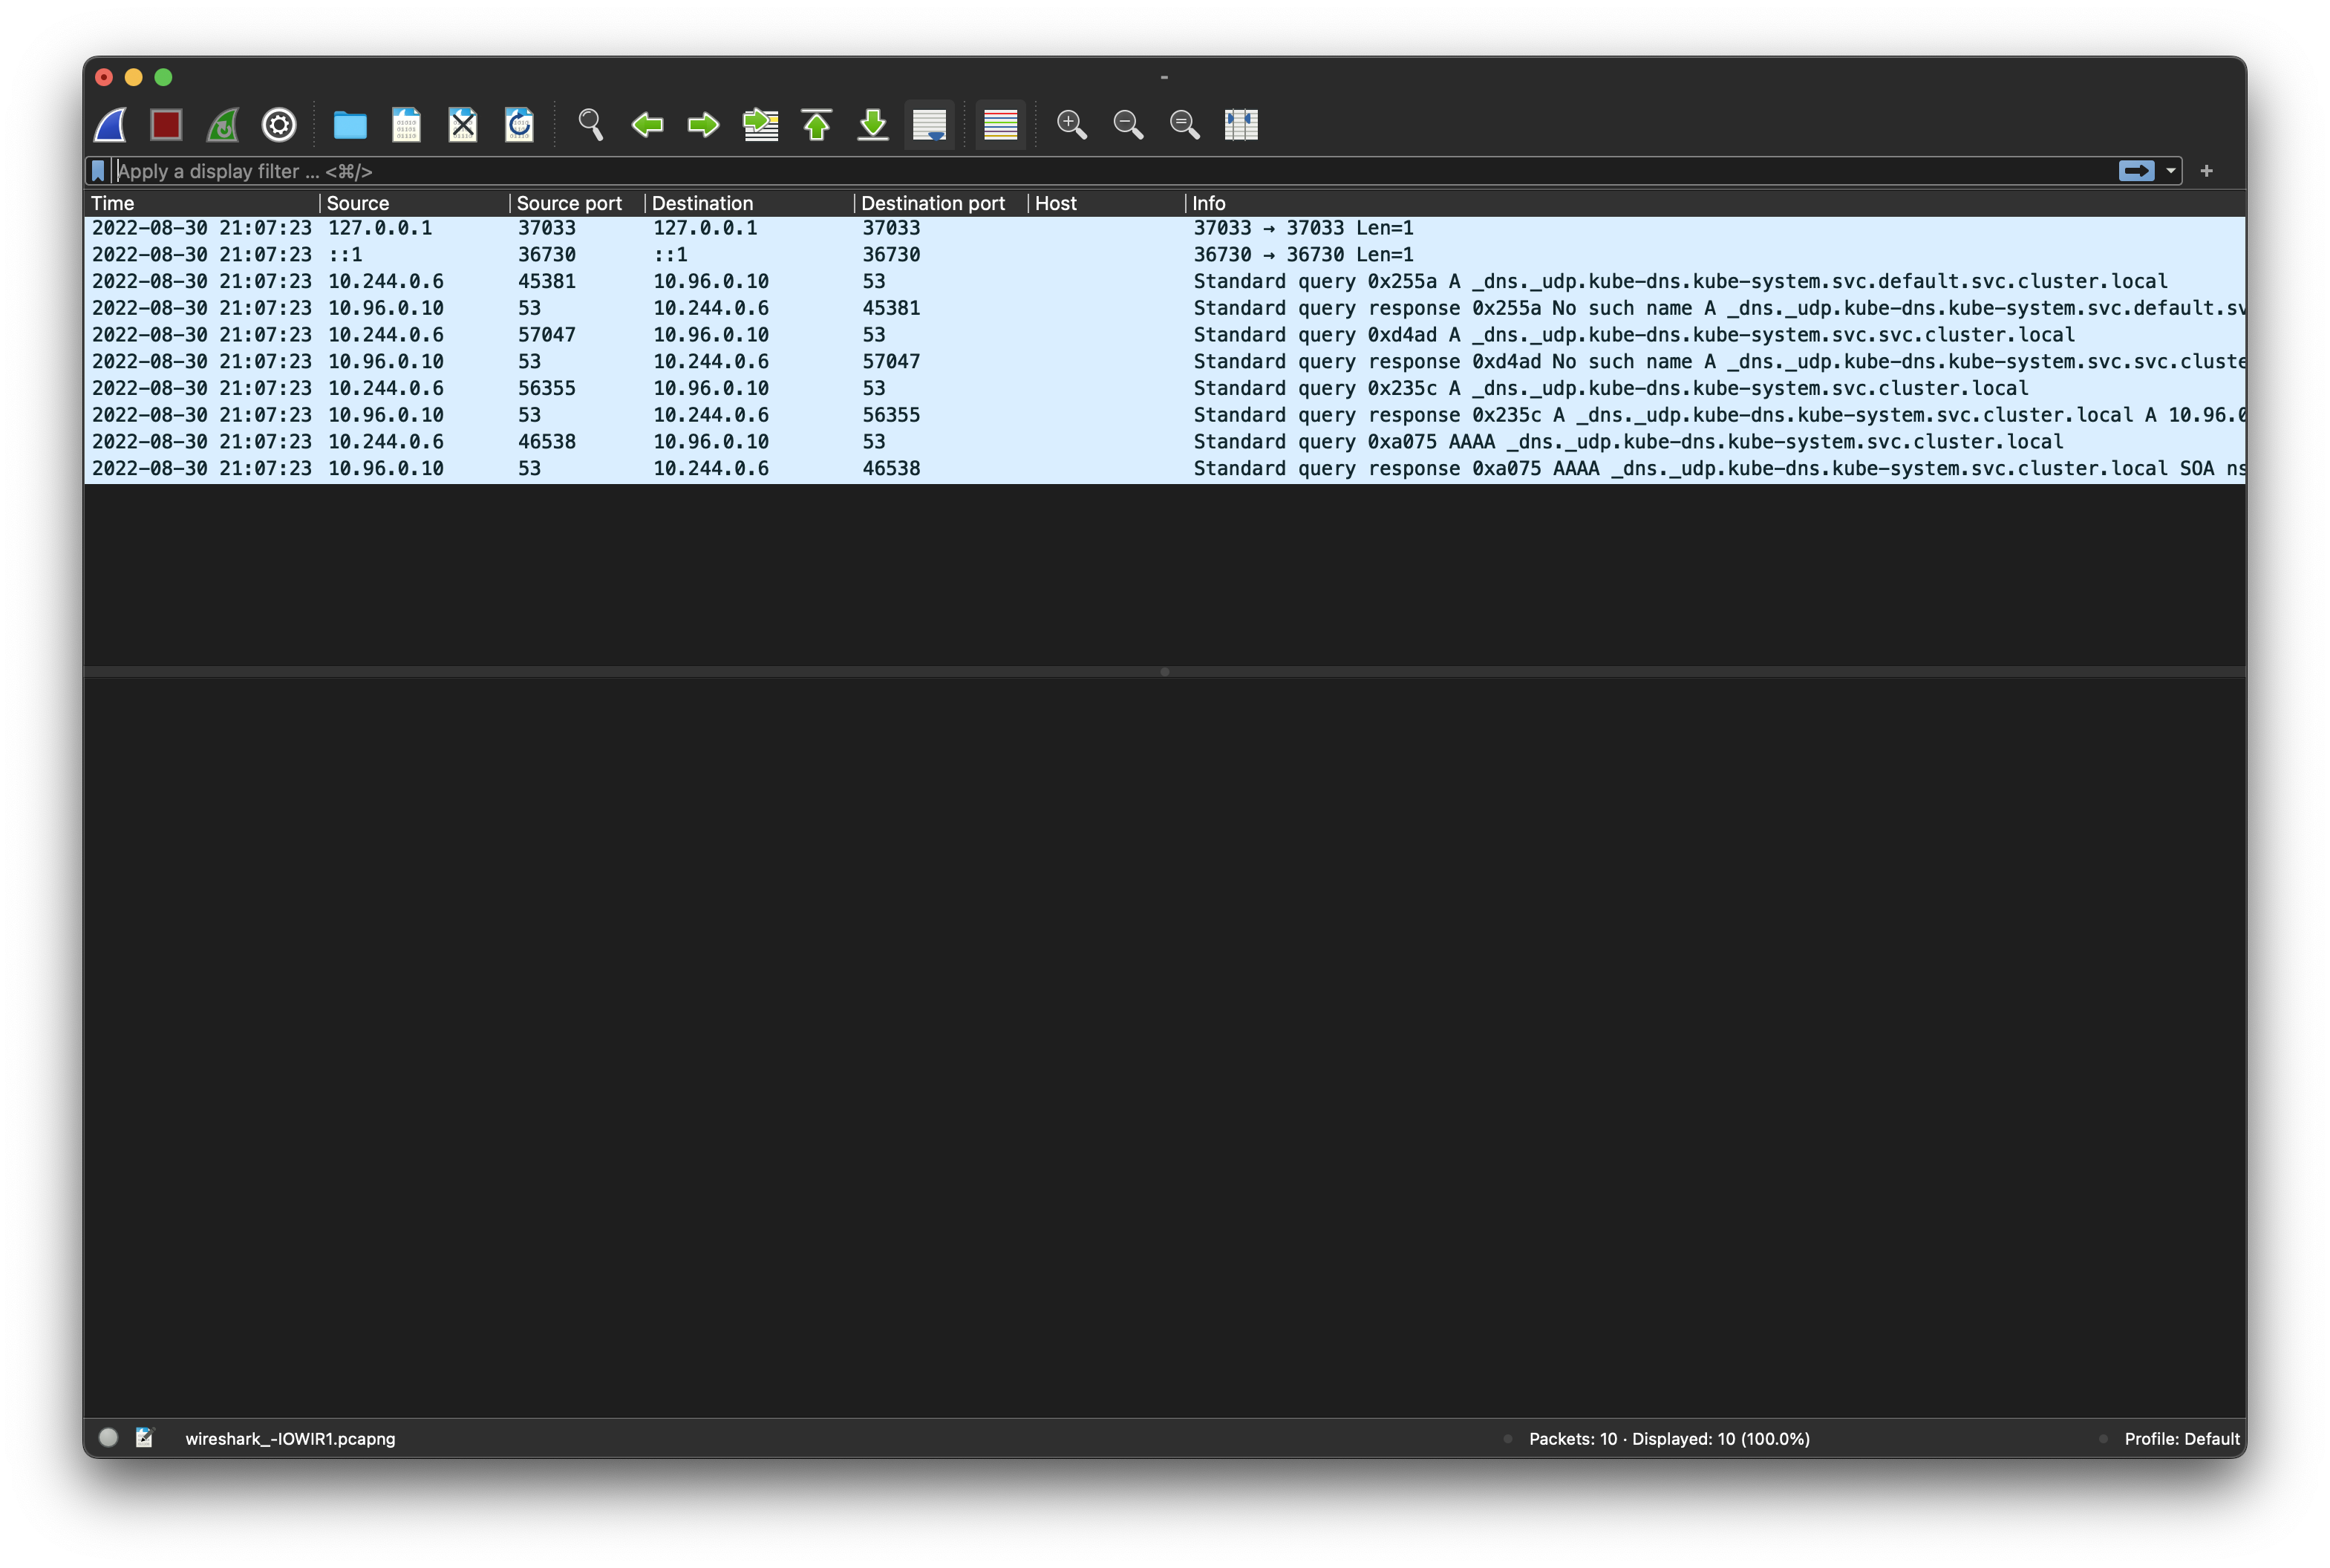 -
Apply a display filter ... <⌘/>
+
Time Source Source port Destination Destination port Host Info
2022-08-30 21:07:23 127.0.0.1 37033 127.0.0.1 37033 37033 → 37033 Len=1
2022-08-30 21:07:23 ::1 36730 ::1 36730 36730 → 36730 Len=1
2022-08-30 21:07:23 10.244.0.6 45381 10.96.0.10 53 Standard query 0x255a A _dns._udp.kube-dns.kube-system.svc.default.svc.cluster.local
2022-08-30 21:07:23 10.96.0.10 53 10.244.0.6 45381 Standard query response 0x255a No such name A _dns._udp.kube-dns.kube-system.svc.default.sv
2022-08-30 21:07:23 10.244.0.6 57047 10.96.0.10 53 Standard query 0xd4ad A _dns._udp.kube-dns.kube-system.svc.svc.cluster.local
2022-08-30 21:07:23 10.96.0.10 53 10.244.0.6 57047 Standard query response 0xd4ad No such name A _dns._udp.kube-dns.kube-system.svc.svc.cluste
2022-08-30 21:07:23 10.244.0.6 56355 10.96.0.10 53 Standard query 0x235c A _dns._udp.kube-dns.kube-system.svc.cluster.local
2022-08-30 21:07:23 10.96.0.10 53 10.244.0.6 56355 Standard query response 0x235c A _dns._udp.kube-dns.kube-system.svc.cluster.local A 10.96.0
2022-08-30 21:07:23 10.244.0.6 46538 10.96.0.10 53 Standard query 0xa075 AAAA _dns._udp.kube-dns.kube-system.svc.cluster.local
2022-08-30 21:07:23 10.96.0.10 53 10.244.0.6 46538 Standard query response 0xa075 AAAA _dns._udp.kube-dns.kube-system.svc.cluster.local SOA ns
wireshark_-IOWIR1.pcapng Packets: 10 · Displayed: 10 (100.0%) Profile: Default